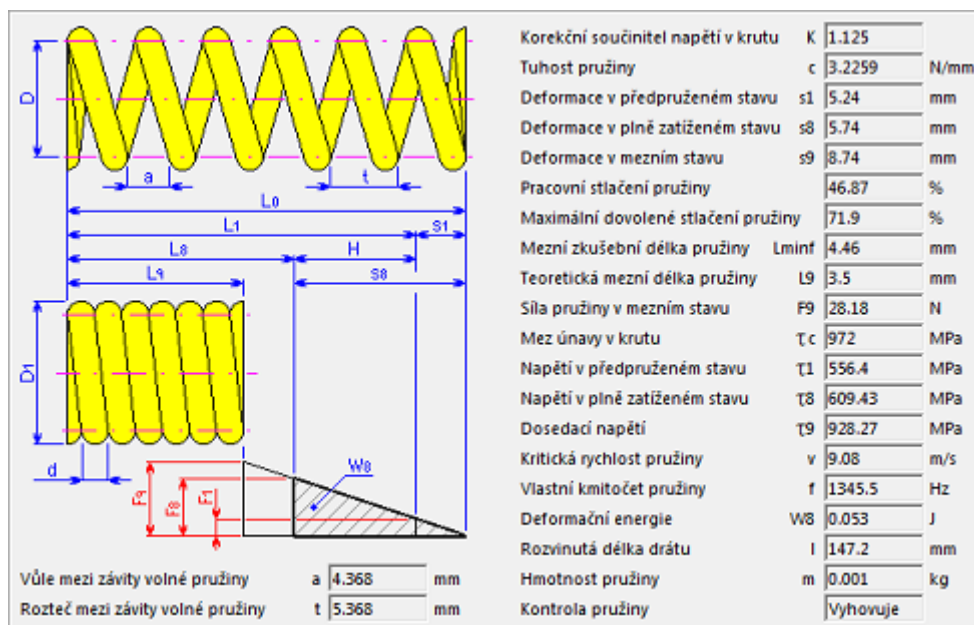 D
a
t
L0
L1
s1
L8
H
L9
s8
D1
d
F9
F8
F1
W8
Vůle mezi závity volné pružiny a 4.368 mm
Rozteč mezi závity volné pružiny t 5.368 mm
Korekční součinitel napětí v krutu K 1.125
Tuhost pružiny c 3.2259 N/mm
Deformace v předpruženém stavu s1 5.24 mm
Deformace v plně zatíženém stavu s8 5.74 mm
Deformace v mezním stavu s9 8.74 mm
Pracovní stlačení pružiny 46.87 %
Maximální dovolené stlačení pružiny 71.9 %
Mezní zkušební délka pružiny Lminf 4.46 mm
Teoretická mezní délka pružiny L9 3.5 mm
Síla pružiny v mezním stavu F9 28.18 N
Mez únavy v krutu τc 972 MPa
Napětí v předpruženém stavu τ1 556.4 MPa
Napětí v plně zatíženém stavu τ8 609.43 MPa
Dosedací napětí τ9 928.27 MPa
Kritická rychlost pružiny v 9.08 m/s
Vlastní kmitočet pružiny f 1345.5 Hz
Deformační energie W8 0.053 J
Rozvinutá délka drátu l 147.2 mm
Hmotnost pružiny m 0.001 kg
Kontrola pružiny Vyhovuje